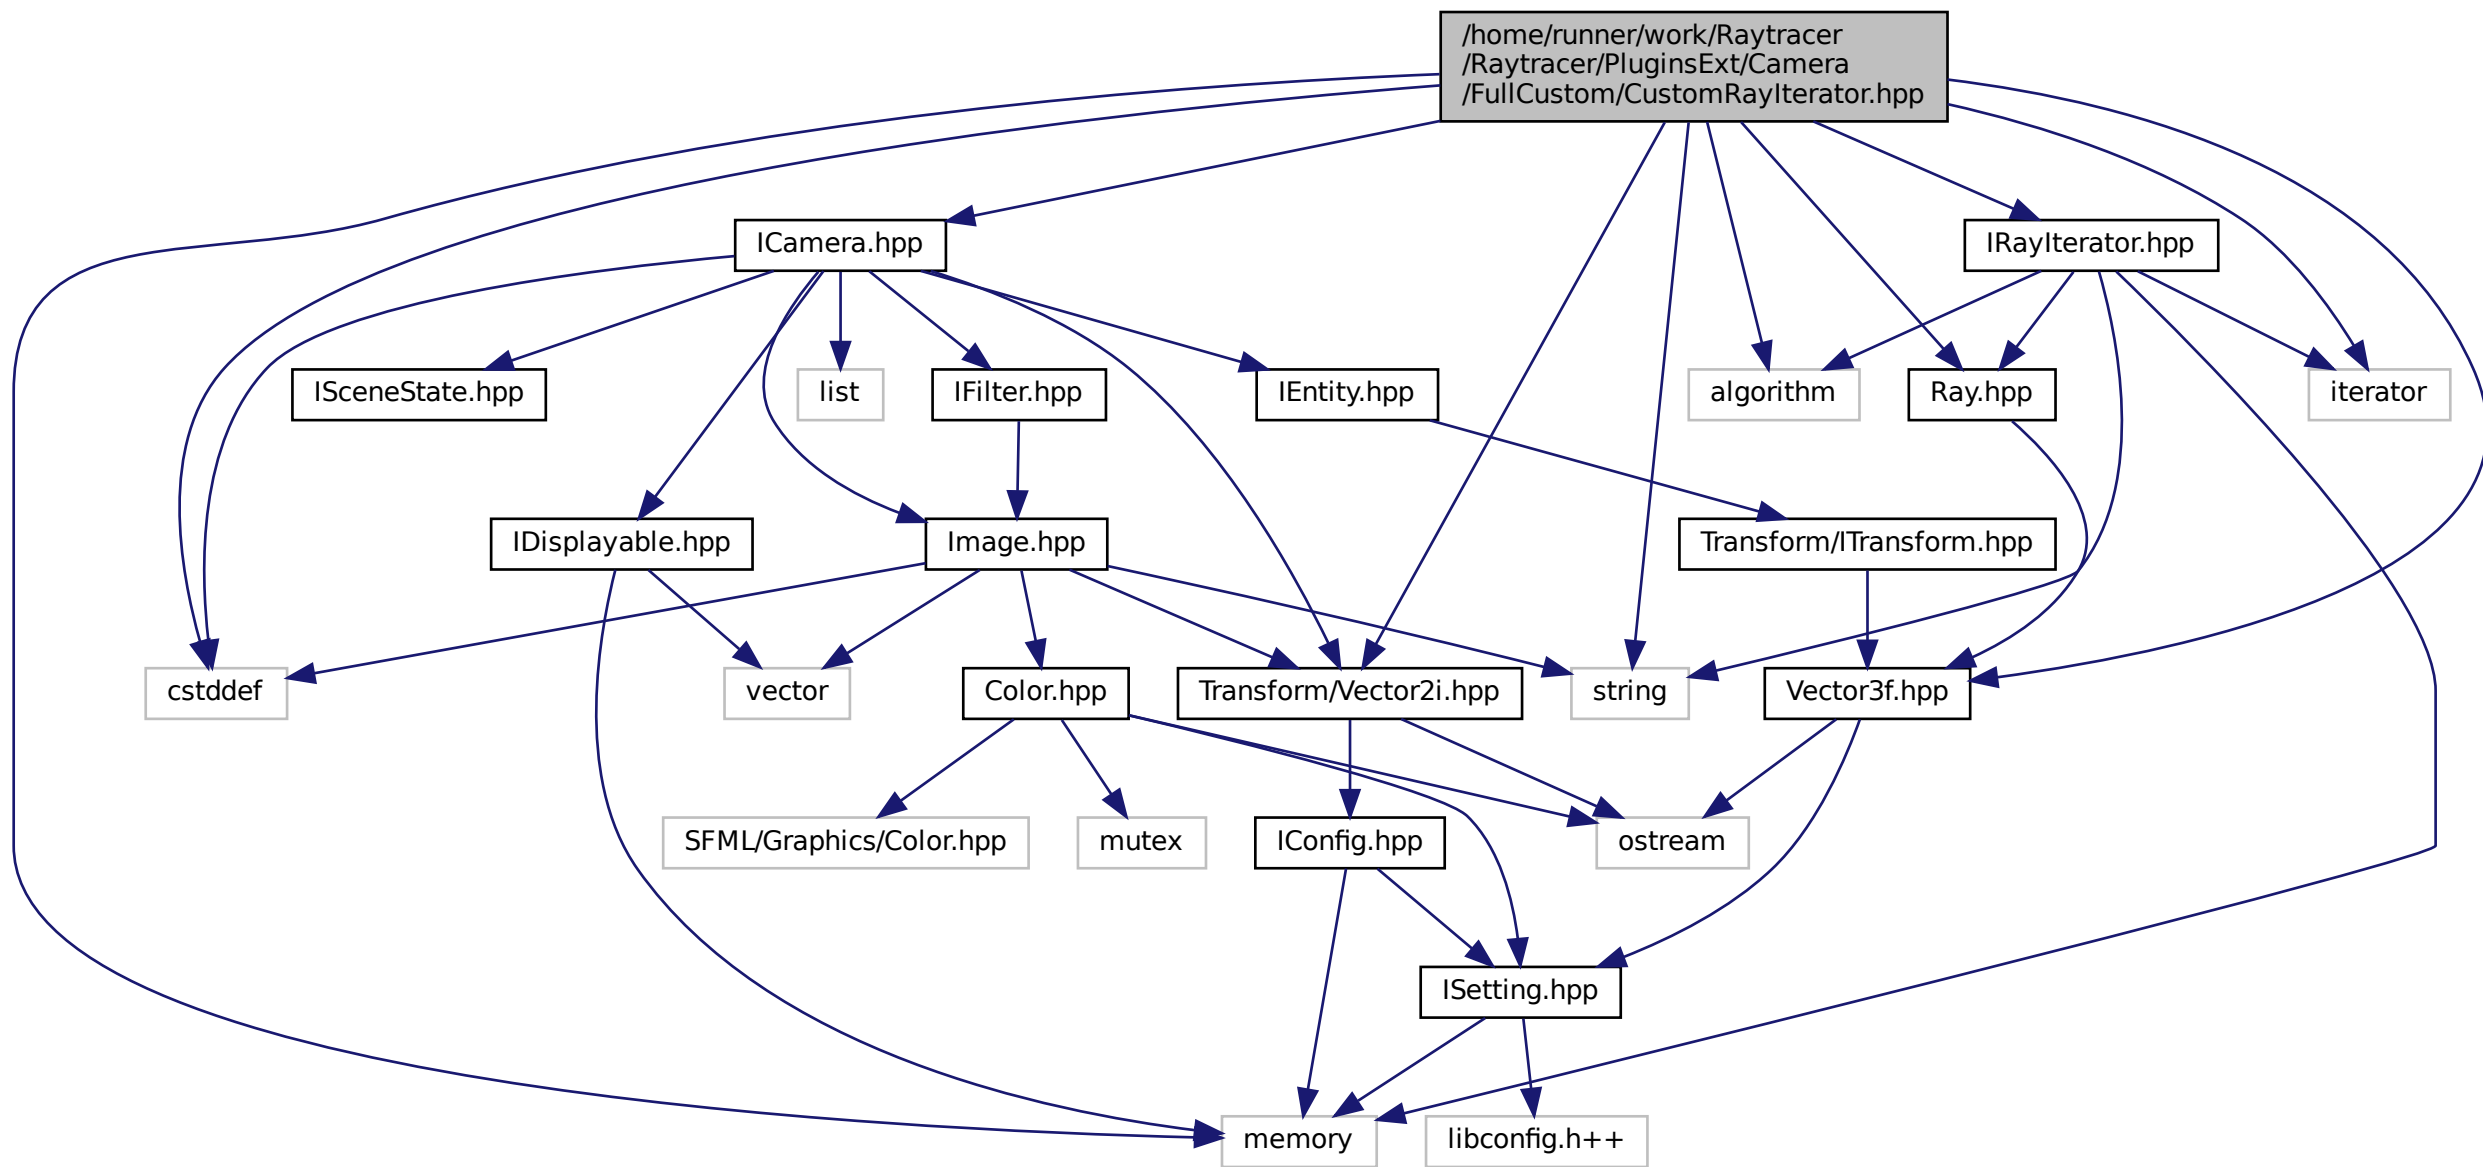 /home/runner/work/Raytracer
/Raytracer/PluginsExt/Camera
/FullCustom/CustomRayIterator.hpp
ICamera.hpp
IRayIterator.hpp
ISceneState.hpp
list
IFilter.hpp
IEntity.hpp
algorithm
Ray.hpp
iterator
IDisplayable.hpp
Image.hpp
Transform/ITransform.hpp
cstddef
vector
Color.hpp
Transform/Vector2i.hpp
string
Vector3f.hpp
SFML/Graphics/Color.hpp
mutex
IConfig.hpp
ostream
ISetting.hpp
memory
libconfig.h++